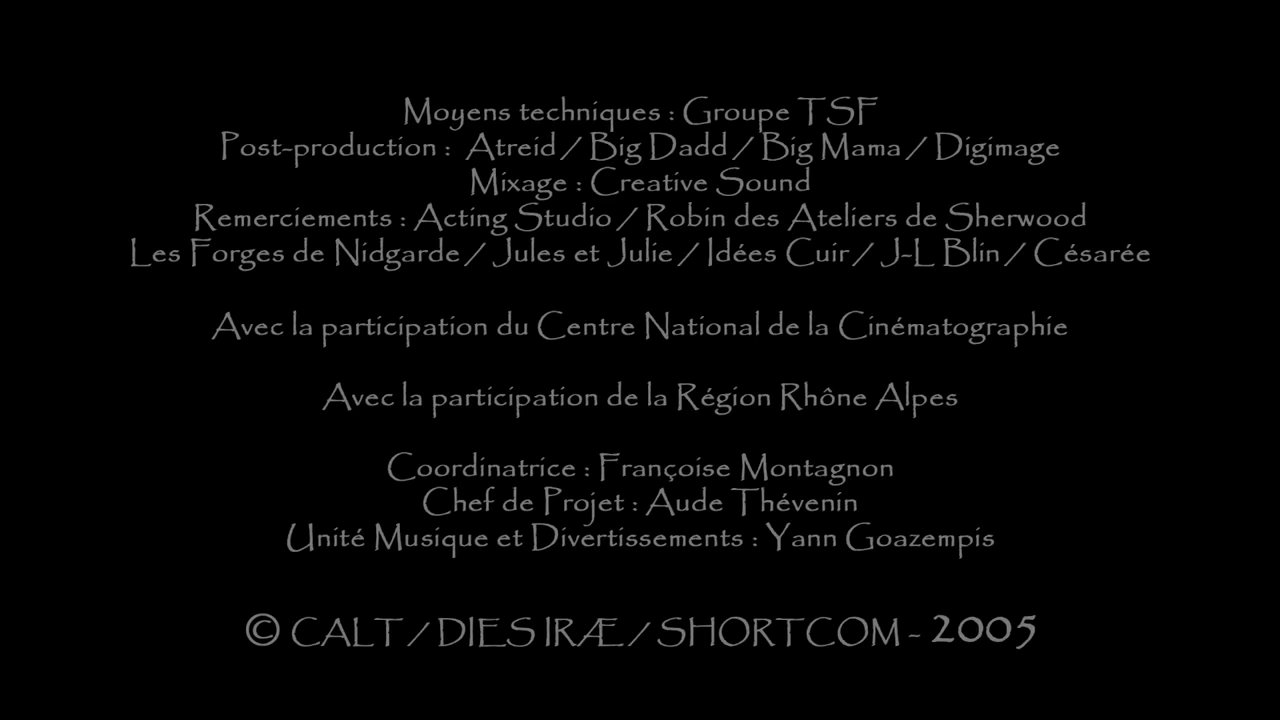 Moyens techniques : Groupe TSF
Post-production : Atreid / Big Dadd / Big Mama / Digimage
Mixage : Creative Sound
Remerciements : Acting Studio / Robin des Ateliers de Sherwood
Les Forges de Nidgarde / Jules et Julie / Idées Cuir / J-L Blin / Césarée
Avec la participation du Centre National de la Cinématographie
Avec la participation de la Région Rhône Alpes
Coordinatrice : Françoise Montagnon
Chef de Projet : Aude Thévenin
Unité Musique et Divertissements : Yann Goazempis
© CALT / DIES IRÆ / SHORTCOM - 2005